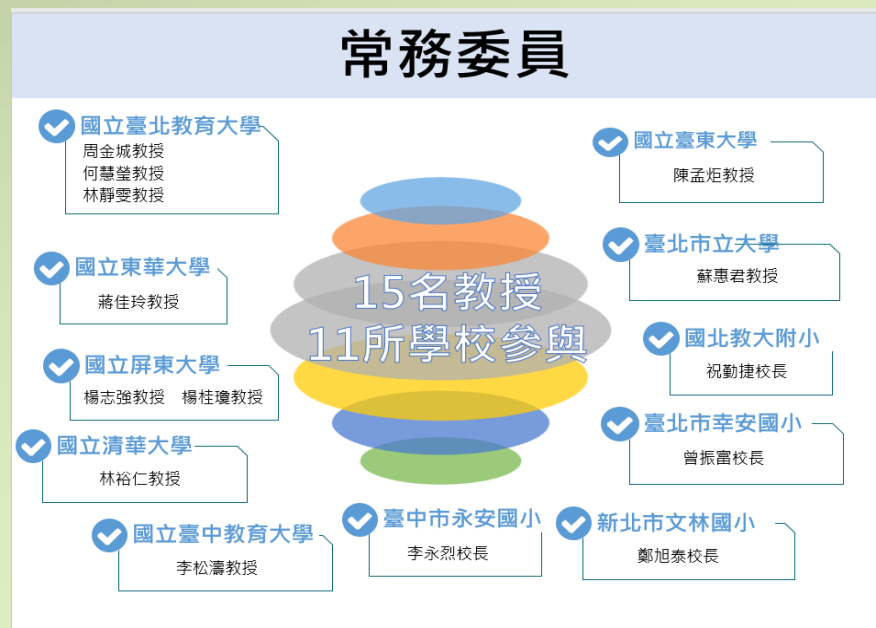 常務委員
國立臺北教育大學
周金城教授
何慧瑩教授
林靜雯教授
國立東華大學
蔣佳玲教授
國立屏東大學
楊志強教授 楊桂瓊教授
國立清華大學
林裕仁教授
國立臺中教育大學
李松濤教授
15名教授
11所學校參與
臺中市永安國小
李永烈校長
國立臺東大學
陳孟炬教授
臺北市立大學
蘇惠君教授
國北教大附小
祝勤捷校長
臺北市幸安國小
曾振富校長
新北市文林國小
鄭旭泰校長